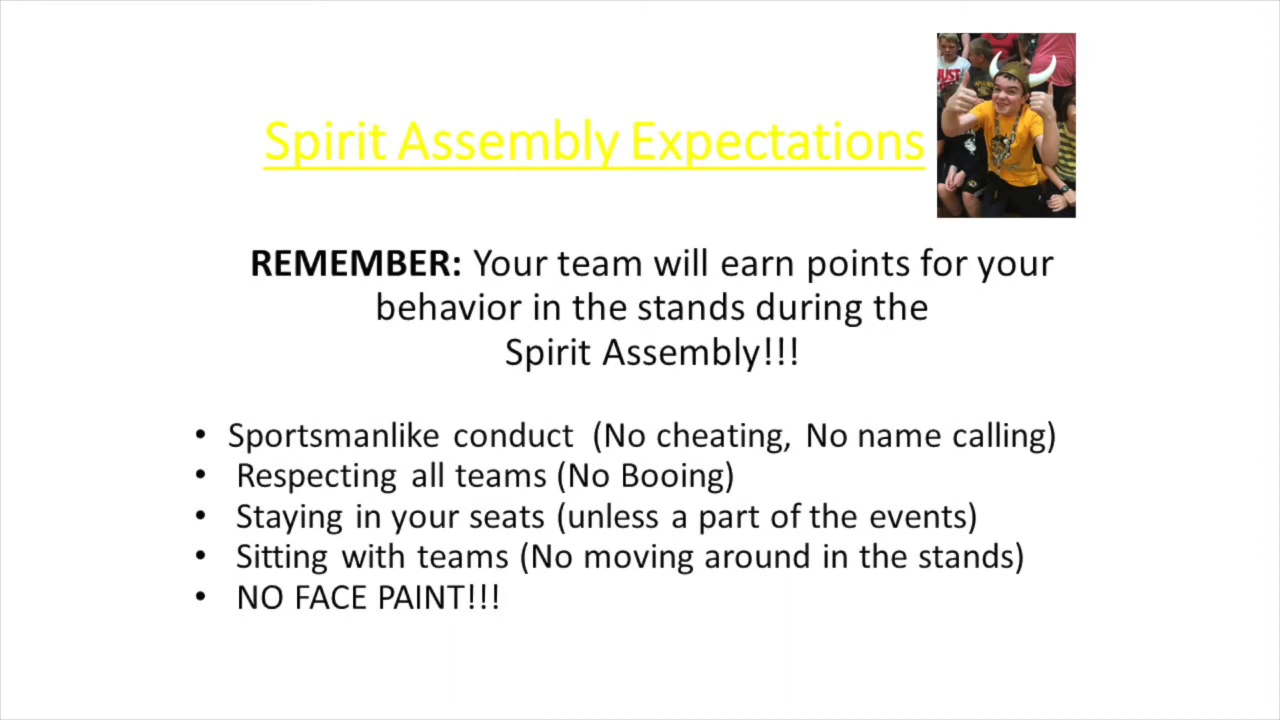 Spirit Assembly Expectations
REMEMBER: Your team will earn points for your
behavior in the stands during the
Spirit Assembly!!!
• Sportsmanlike conduct (No cheating, No name calling)
• Respecting all teams (No Booing)
• Staying in your seats (unless a part of the events)
• Sitting with teams (No moving around in the stands)
• NO FACE PAINT!!!